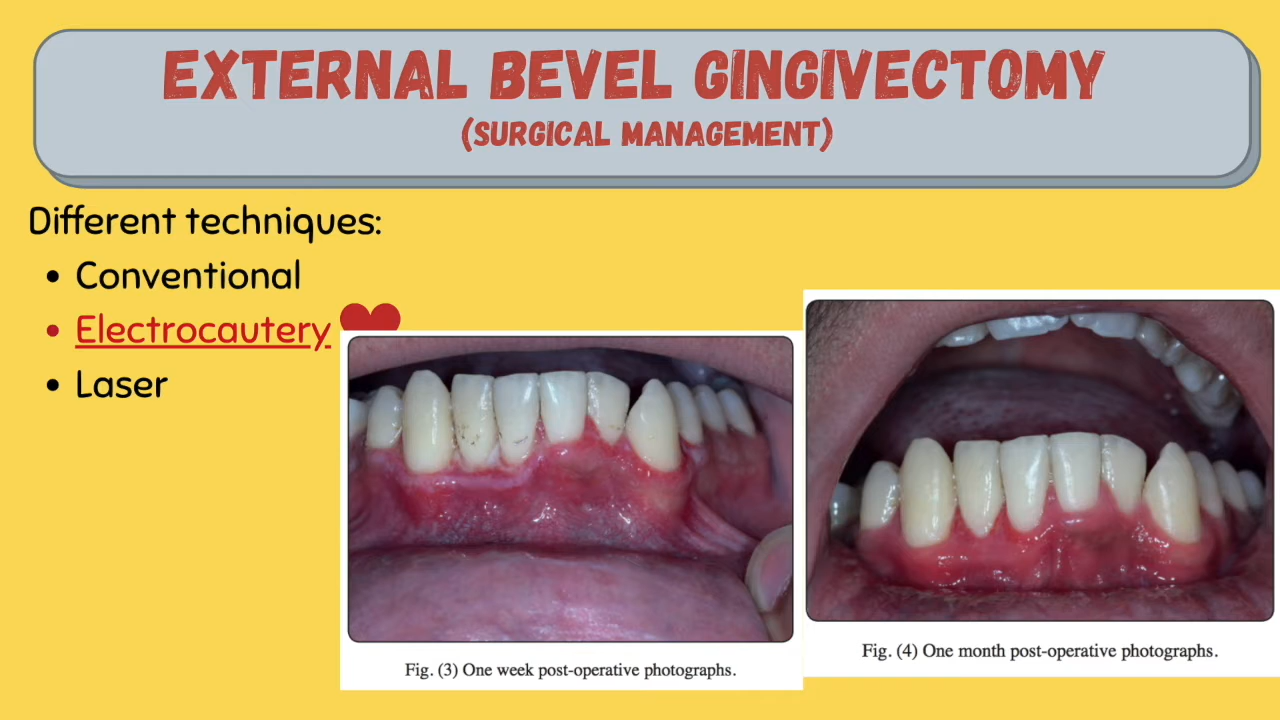 EXTERNAL BEVEL GINGIVECTOMY
(SURGICAL MANAGEMENT)
Different techniques:
• Conventional
• Electrocautery
• Laser
Fig. (3) One week post-operative photographs.
Fig. (4) One month post-operative photographs.